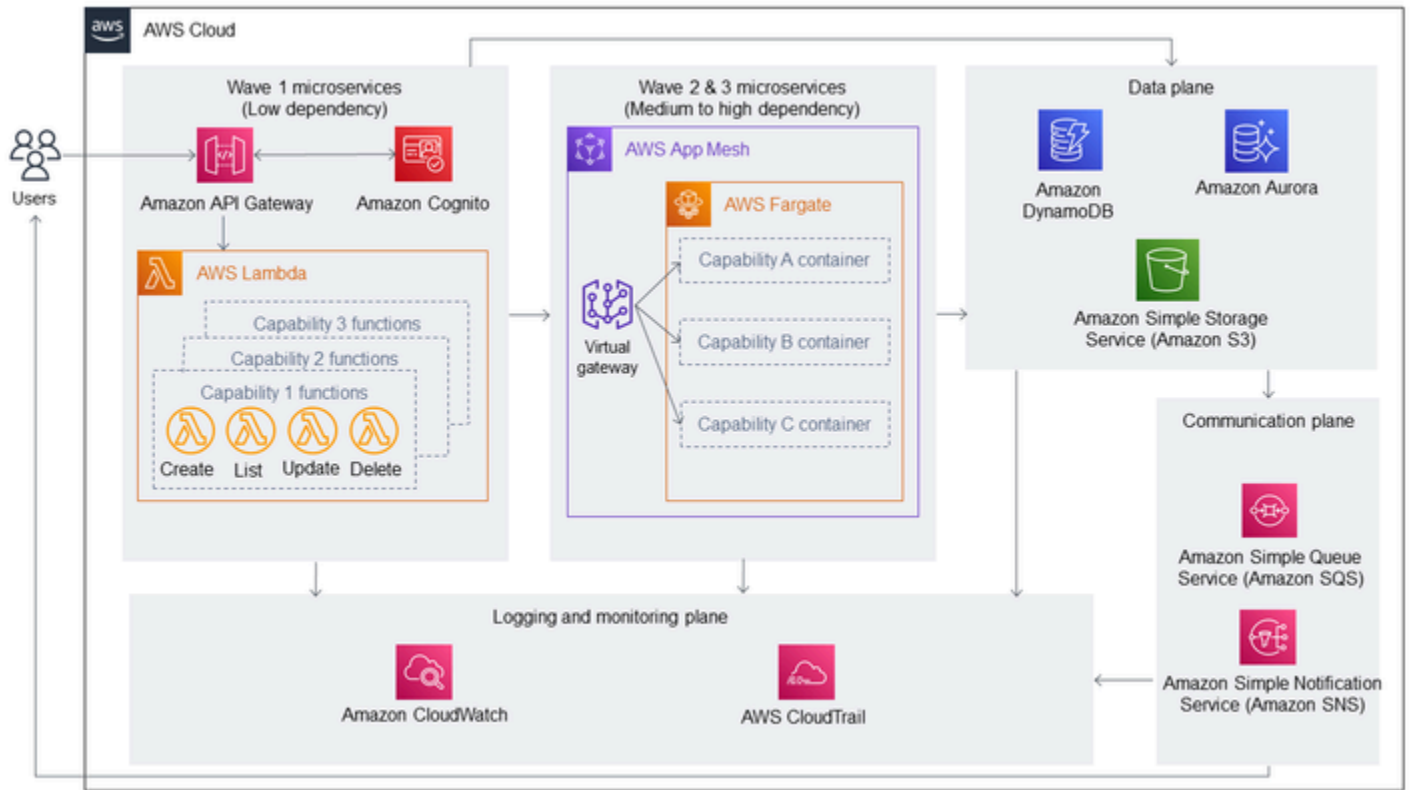 aws
AWS Cloud
Wave 1 microservices
(Low dependency)
Wave 2 & 3 microservices
(Medium to high dependency)
Data plane
Users
Amazon API Gateway
Amazon Cognito
AWS App Mesh
AWS Fargate
Amazon
DynamoDB
Amazon Aurora
AWS Lambda
Capability 3 functions
Capability 2 functions
Capability 1 functions
Create
List
Update
Delete
Virtual
gateway
Capability A container
Capability B container
Capability C container
Amazon Simple Storage
Service (Amazon S3)
Communication plane
Amazon Simple Queue
Service (Amazon SQS)
Amazon Simple Notification
Service (Amazon SNS)
Logging and monitoring plane
Amazon CloudWatch
AWS CloudTrail